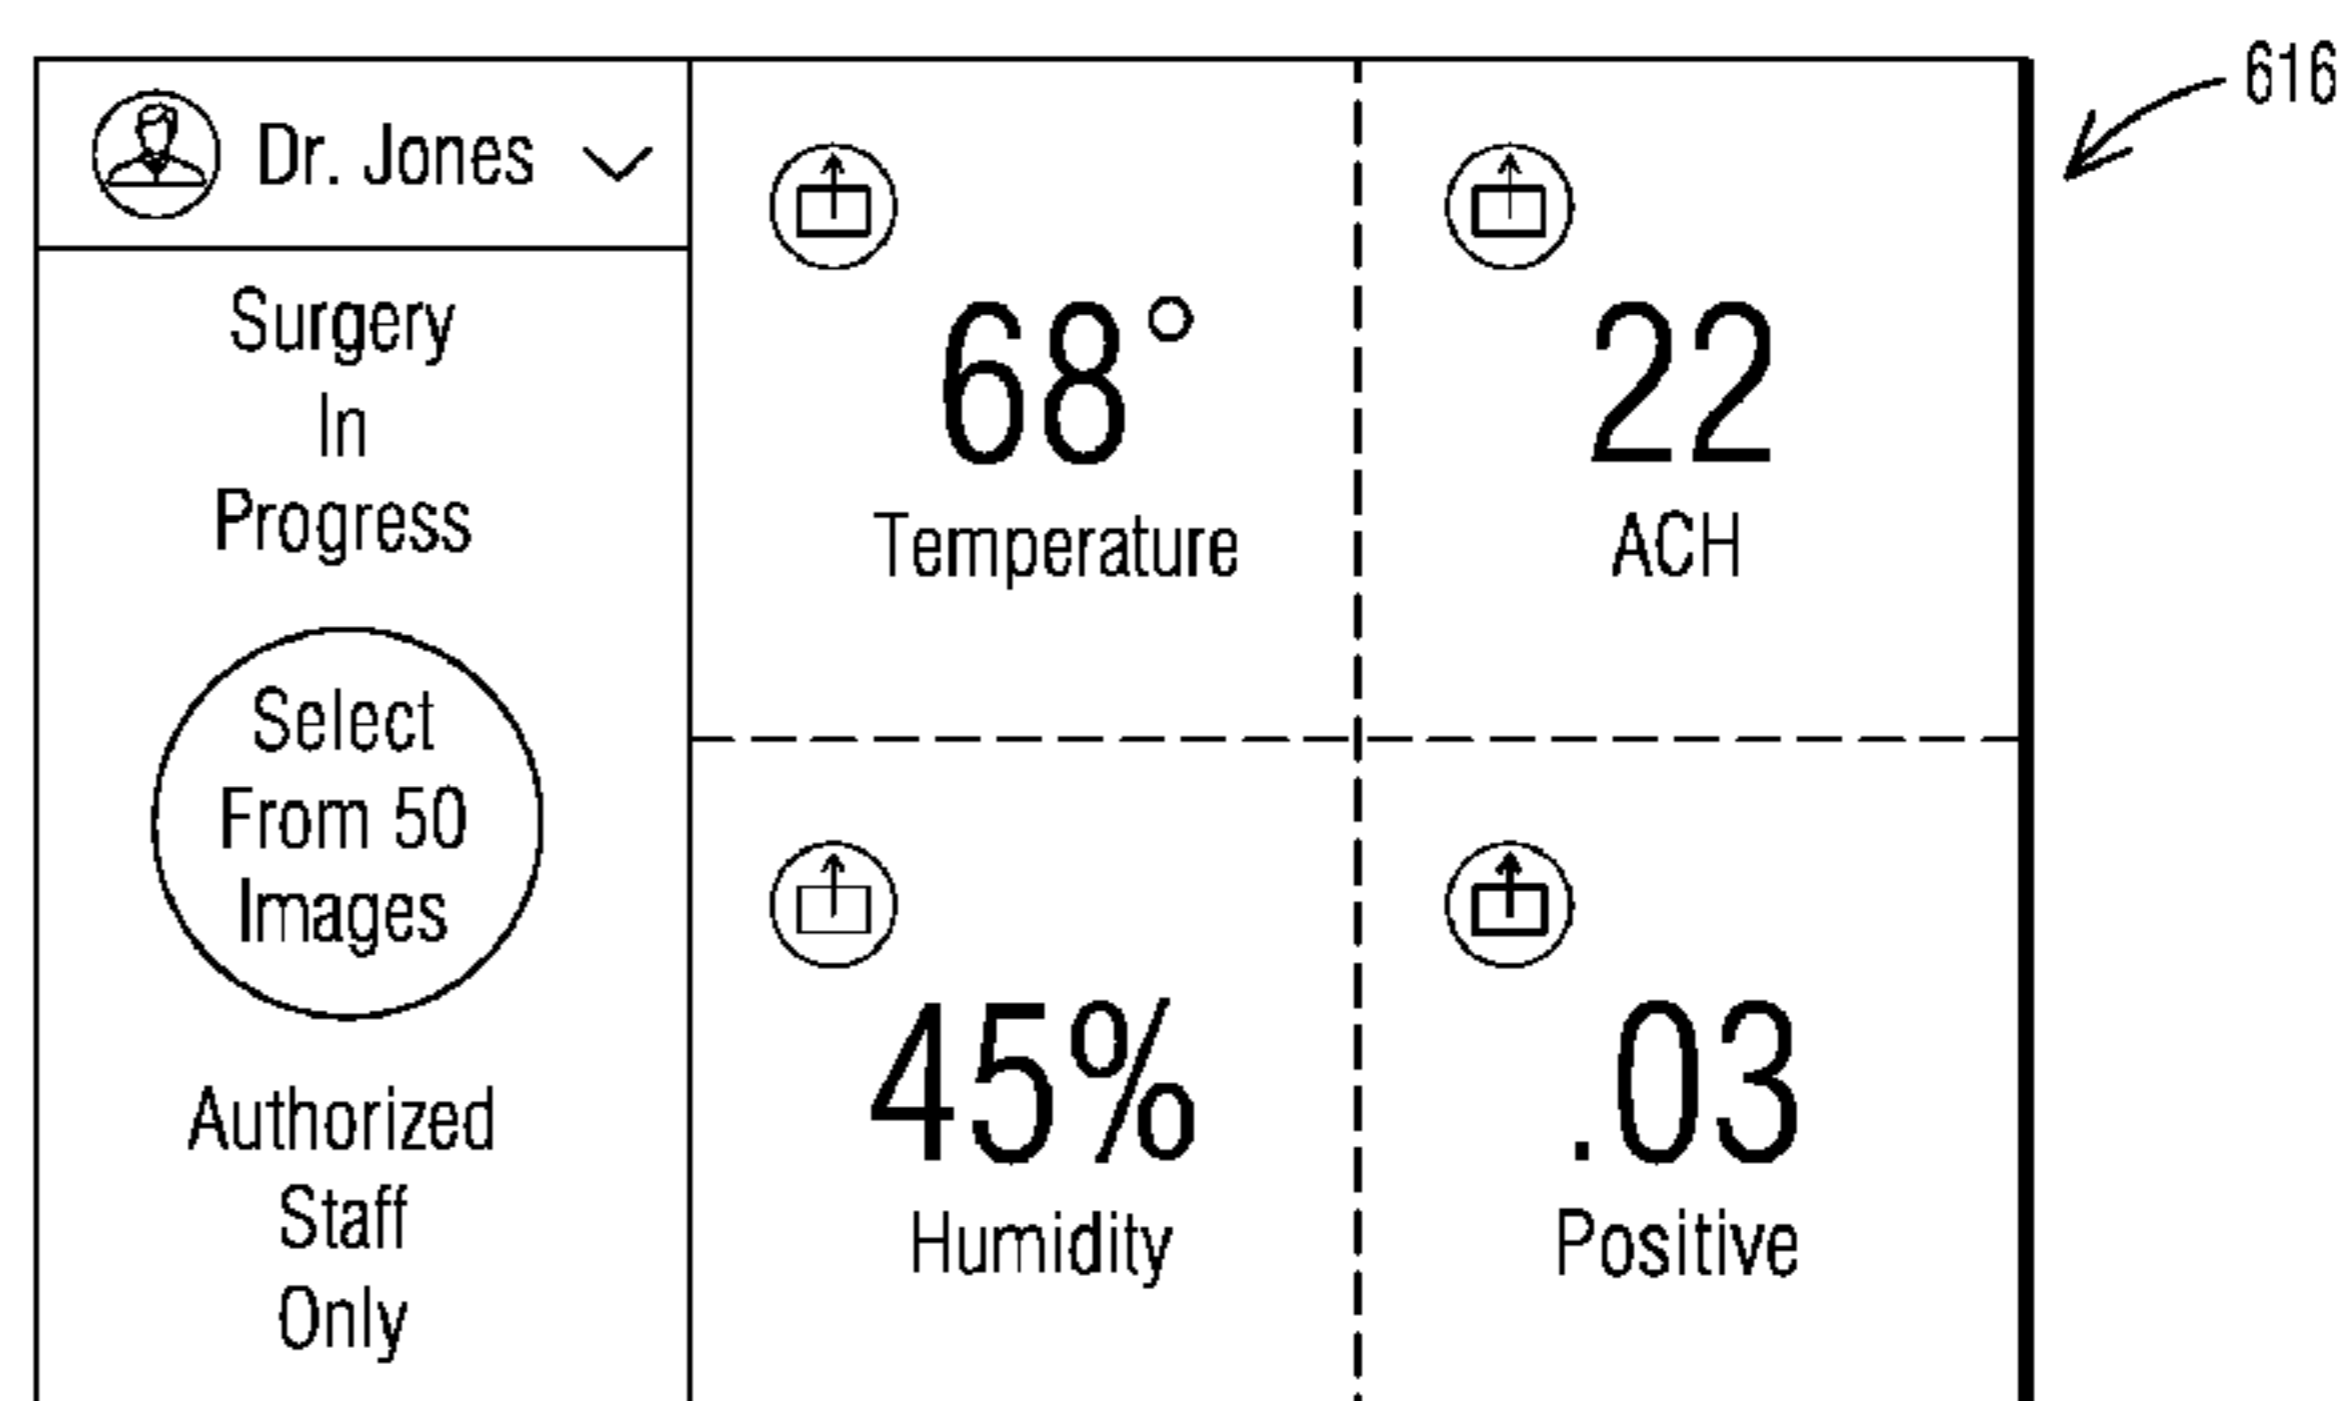 616
Dr. Jones
Surgery
In
Progress
Select
From 50
Images
Authorized
Staff
Only
68°
Temperature
22
ACH
45%
Humidity
.03
Positive